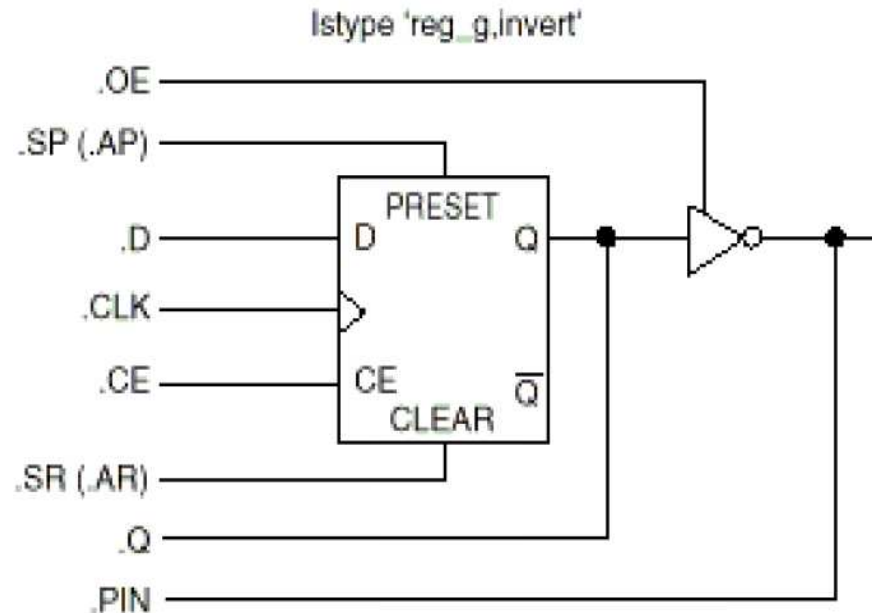 Istype 'reg_g,invert'
.OE
.SP (.AP)
PRESET
.D D Q
.CLK
.CE CE Q̅
CLEAR
.SR (.AR)
.Q
.PIN